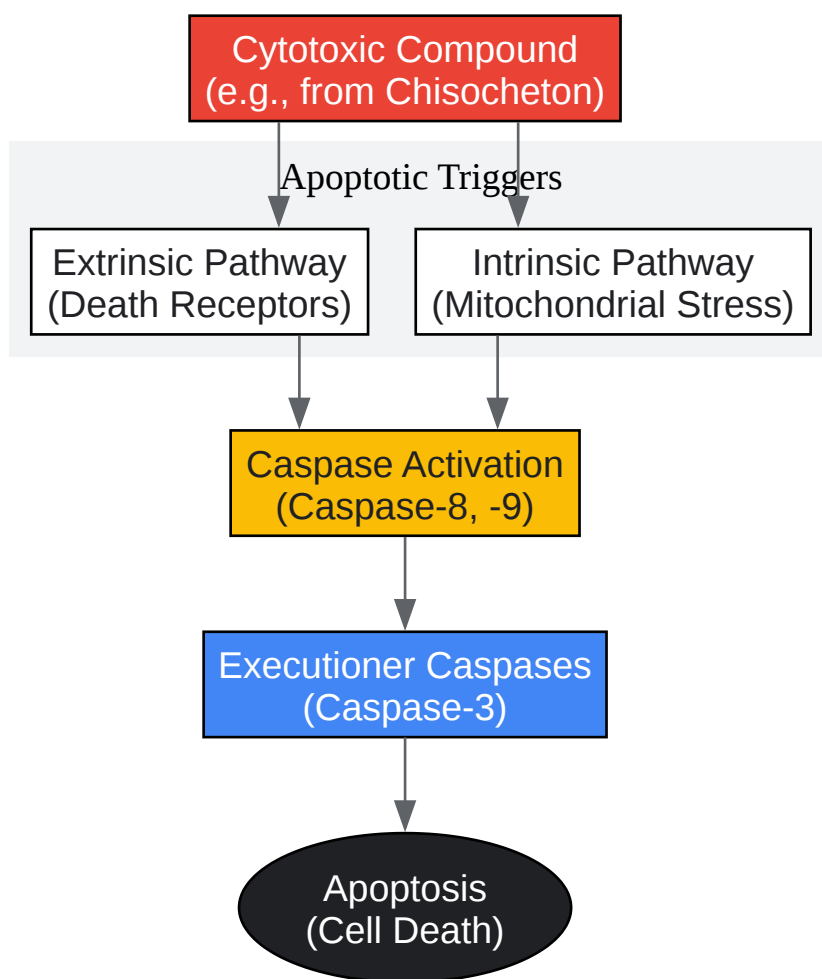 Cytotoxic Compound
(e.g., from Chisocheton)
Apoptotic Triggers
Extrinsic Pathway
(Death Receptors)
Intrinsic Pathway
(Mitochondrial Stress)
Caspase Activation
(Caspase-8, -9)
Executioner Caspases
(Caspase-3)
Apoptosis
(Cell Death)